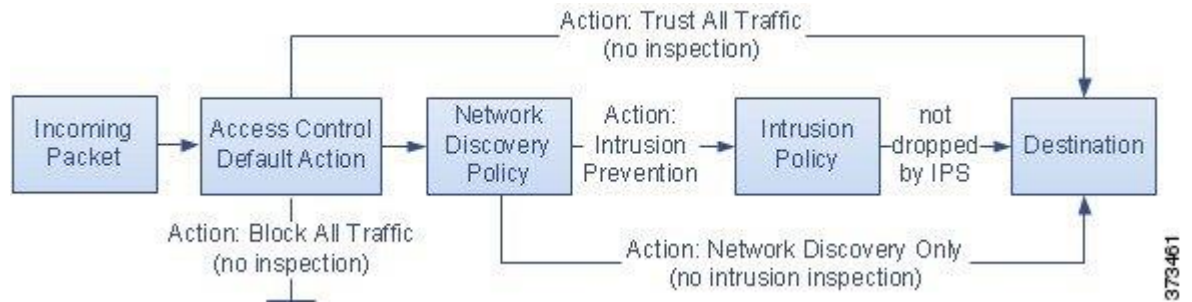 Action: Trust All Traffic
(no inspection)
Incoming
Packet
Access Control
Default Action
Network
Discovery
Policy
Action:
Intrusion
Prevention
Intrusion
Policy
not
dropped
by IPS
Destination
Action: Block All Traffic
(no inspection)
Action: Network Discovery Only
(no intrusion inspection)
373461